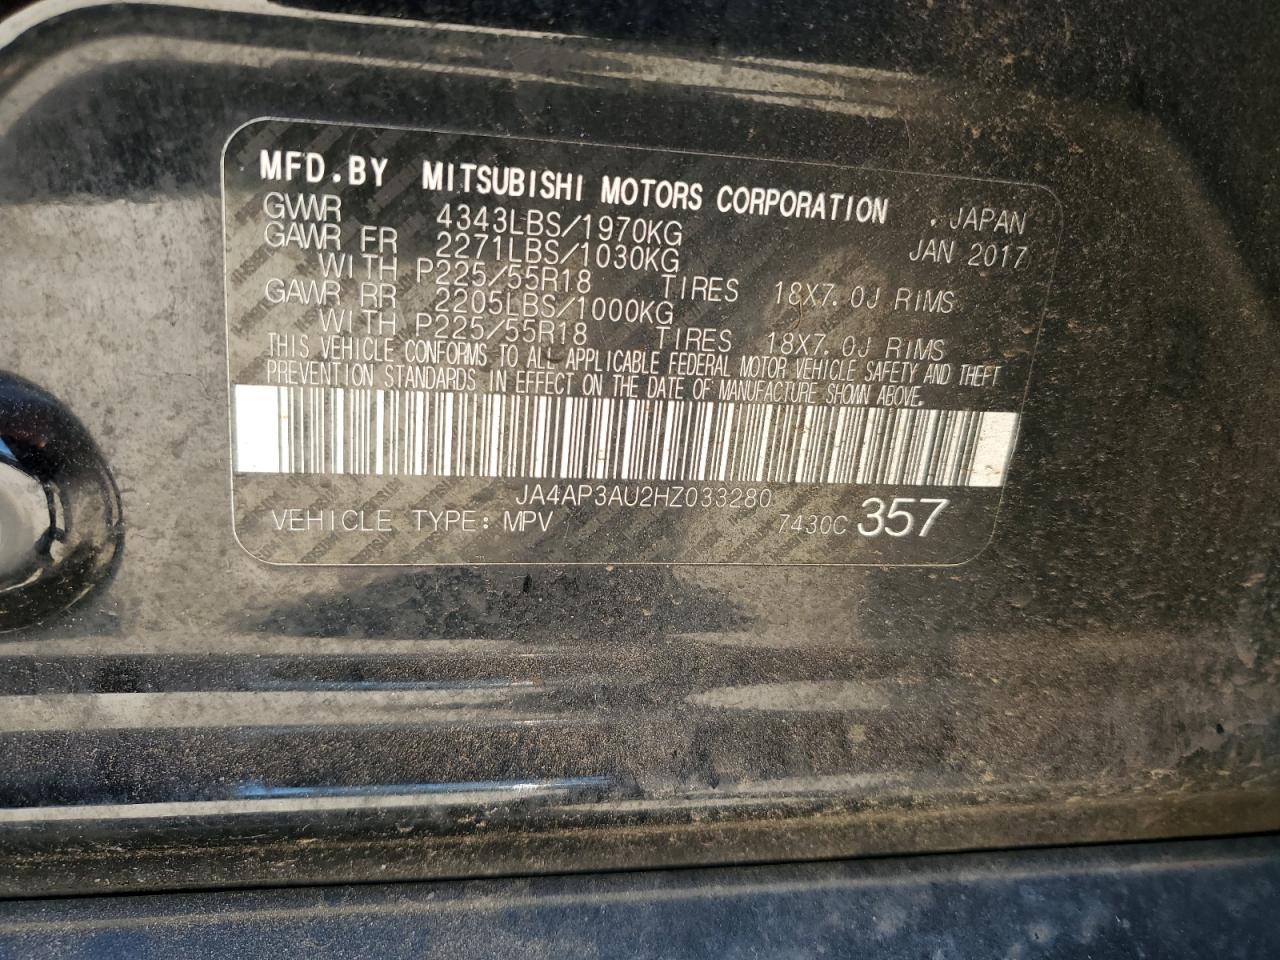 MFD.BY MITSUBISHI MOTORS CORPORATION . JAPAN
GVWR 4343LBS/1970KG JAN 2017
GAWR FR 2271LBS/1030KG
WITH P225/55R18 TIRES 18X7.0J RIMS
GAWR RR 2205LBS/1000KG
WITH P225/55R18 TIRES 18X7.0J RIMS
THIS VEHICLE CONFORMS TO ALL APPLICABLE FEDERAL MOTOR VEHICLE SAFETY AND THEFT
PREVENTION STANDARDS IN EFFECT ON THE DATE OF MANUFACTURE SHOWN ABOVE.
JA4AP3AU2HZ033280
VEHICLE TYPE: MPV 7430C 357